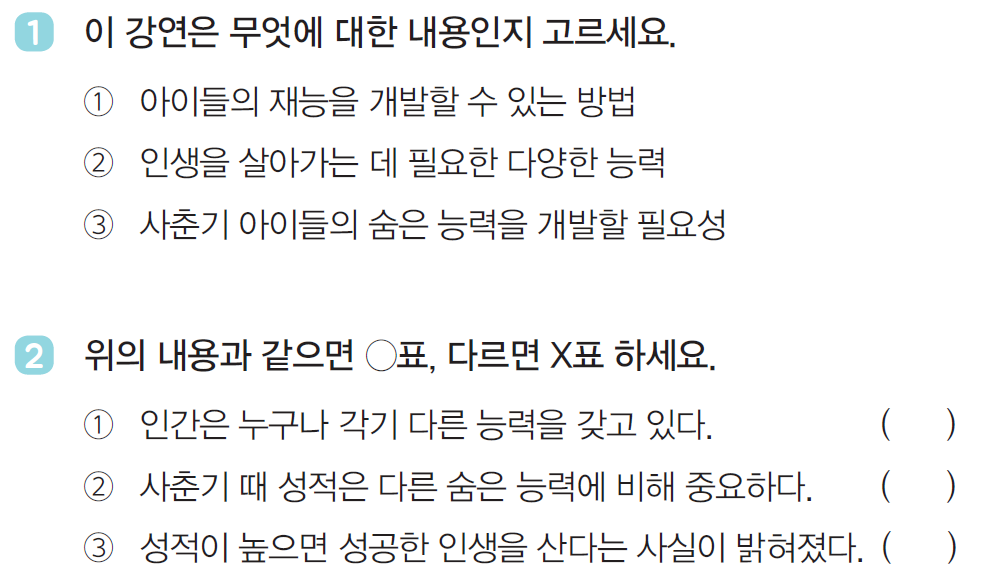 1 이 강연은 무엇에 대한 내용인지 고르세요.
① 아이들의 재능을 개발할 수 있는 방법
② 인생을 살아가는 데 필요한 다양한 능력
③ 사춘기 아이들의 숨은 능력을 개발할 필요성
2 위의 내용과 같으면 ◯표, 다르면 X표 하세요.
① 인간은 누구나 각기 다른 능력을 갖고 있다. ( )
② 사춘기 때 성적은 다른 숨은 능력에 비해 중요하다. ( )
③ 성적이 높으면 성공한 인생을 산다는 사실이 밝혀졌다. ( )